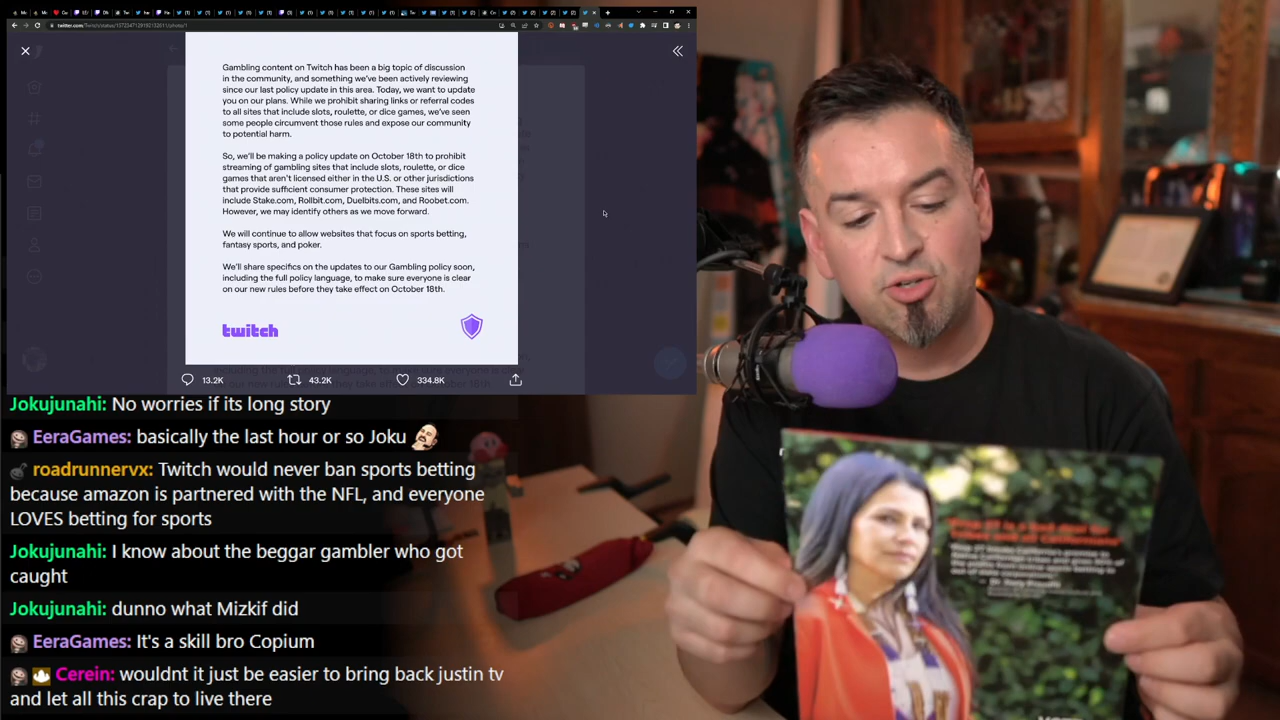 twitter.com/Twitch/status/1572347129192132611/photo/1
Gambling content on Twitch has been a big topic of discussion
in the community, and something we've been actively reviewing
since our last policy update in this area. Today, we want to update
you on our plans. While we prohibit sharing links or referral codes
to all sites that include slots, roulette, or dice games, we've seen
some people circumvent those rules and expose our community
to potential harm.
So, we'll be making a policy update on October 18th to prohibit
streaming of gambling sites that include slots, roulette, or dice
games that aren't licensed either in the U.S. or other jurisdictions
that provide sufficient consumer protection. These sites will
include Stake.com, Rollbit.com, Duelbits.com, and Roobet.com.
However, we may identify others as we move forward.
We will continue to allow websites that focus on sports betting,
fantasy sports, and poker.
We'll share specifics on the updates to our Gambling policy soon,
including the full policy language, to make sure everyone is clear
on our new rules before they take effect on October 18th.
twitch
13.2K 43.2K 334.8K
Jokujunahi: No worries if its long story
EeraGames: basically the last hour or so Joku
roadrunnervx: Twitch would never ban sports betting
because amazon is partnered with the NFL, and everyone
LOVES betting for sports
Jokujunahi: I know about the beggar gambler who got
caught
Jokujunahi: dunno what Mizkif did
EeraGames: It's a skill bro Copium
Cerein: wouldnt it just be easier to bring back justin tv
and let all this crap to live there